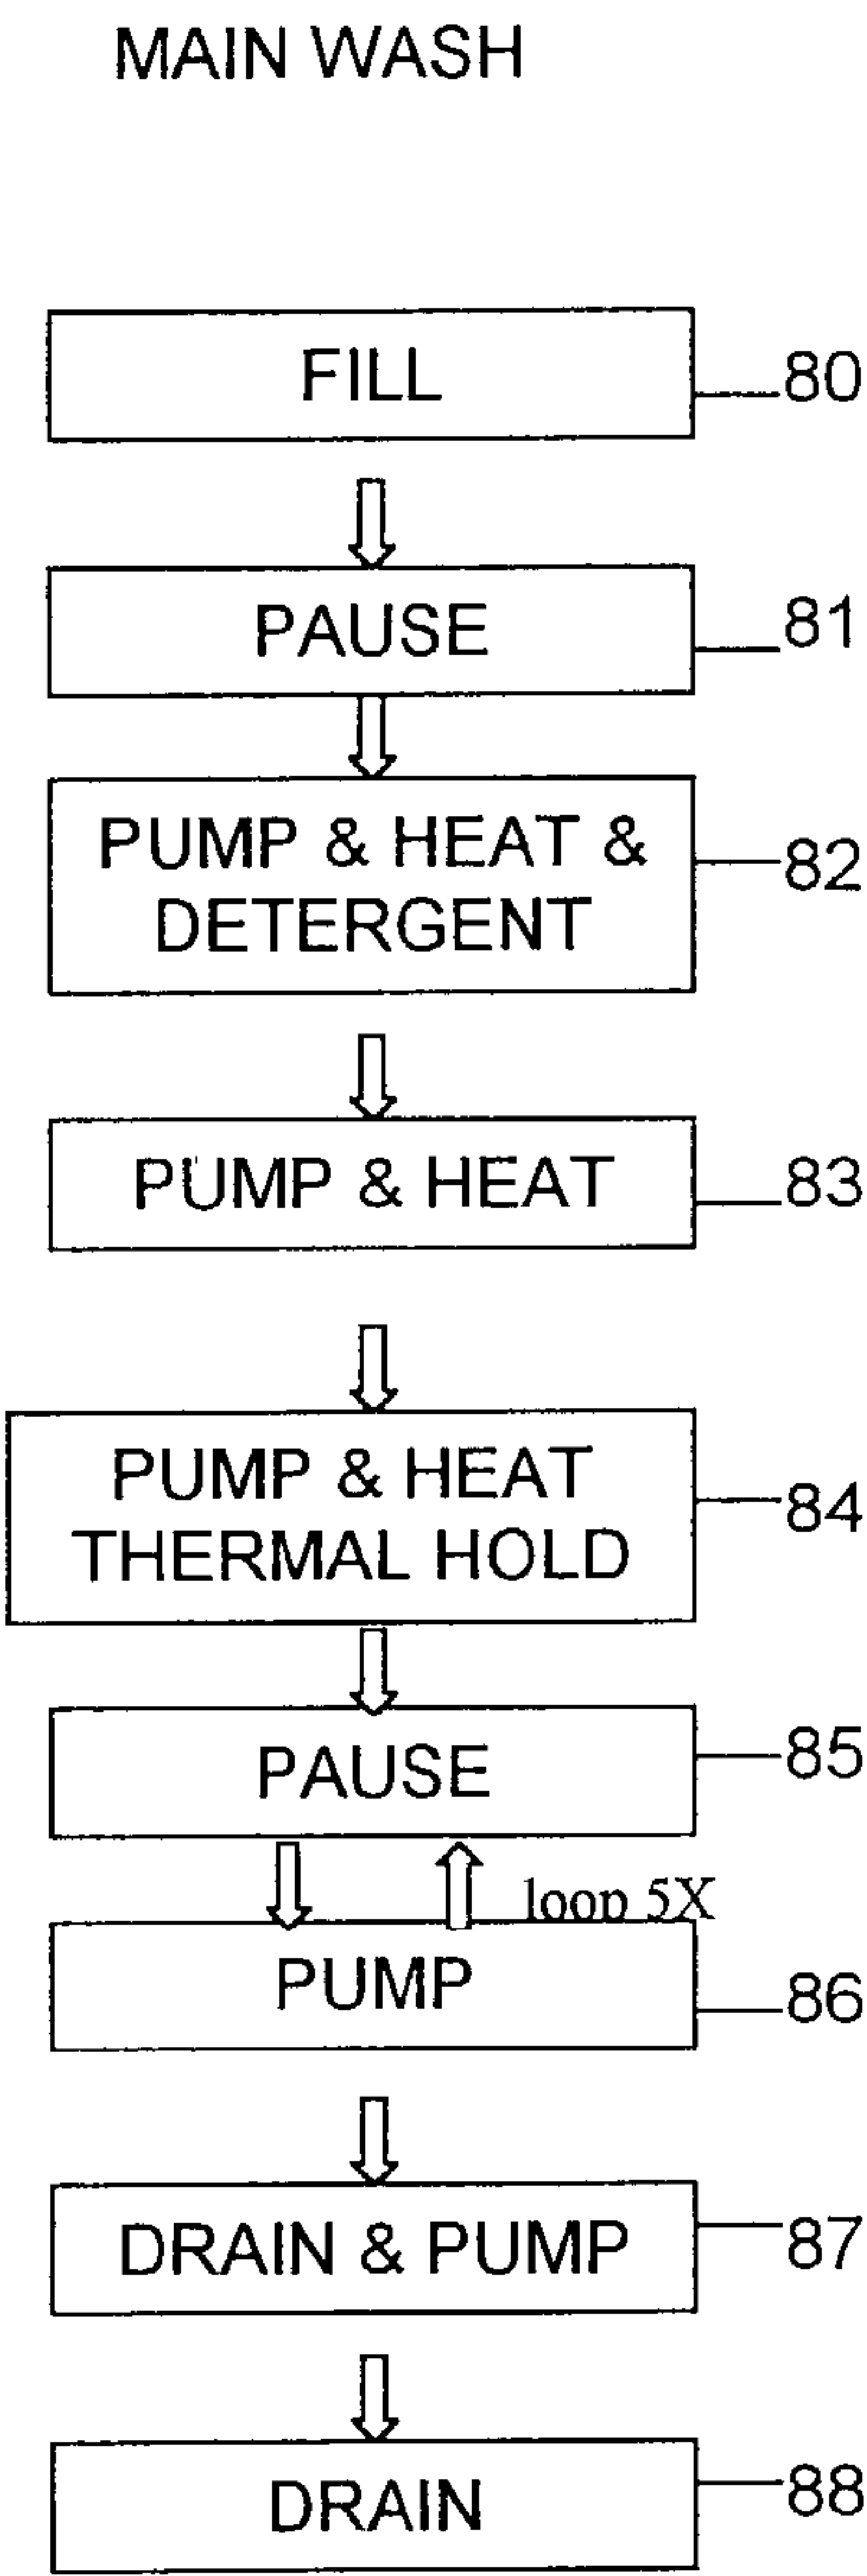 MAIN WASH
FILL
80
PAUSE
81
PUMP & HEAT &
DETERGENT
82
PUMP & HEAT
83
PUMP & HEAT
THERMAL HOLD
84
PAUSE
85
loop 5X
PUMP
86
DRAIN & PUMP
87
DRAIN
88